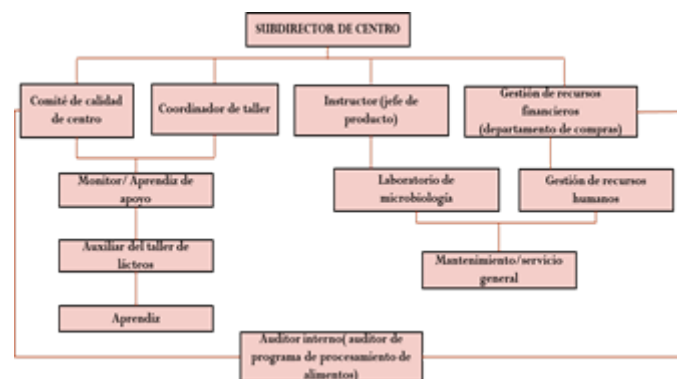 SUBDIRECTOR DE CENTRO
Comité de calidad
de centro
Coordinador de taller
Instructor (jefe de
producto)
Gestión de recursos
financieros
(departamento de compras)
Monitor/ Aprendiz de
apoyo
Laboratorio de
microbiología
Gestión de recursos
humanos
Auxiliar del taller de
lácteos
Mantenimiento/servicio
general
Aprendiz
Auditor interno( auditor de
programa de procesamiento de
alimentos)